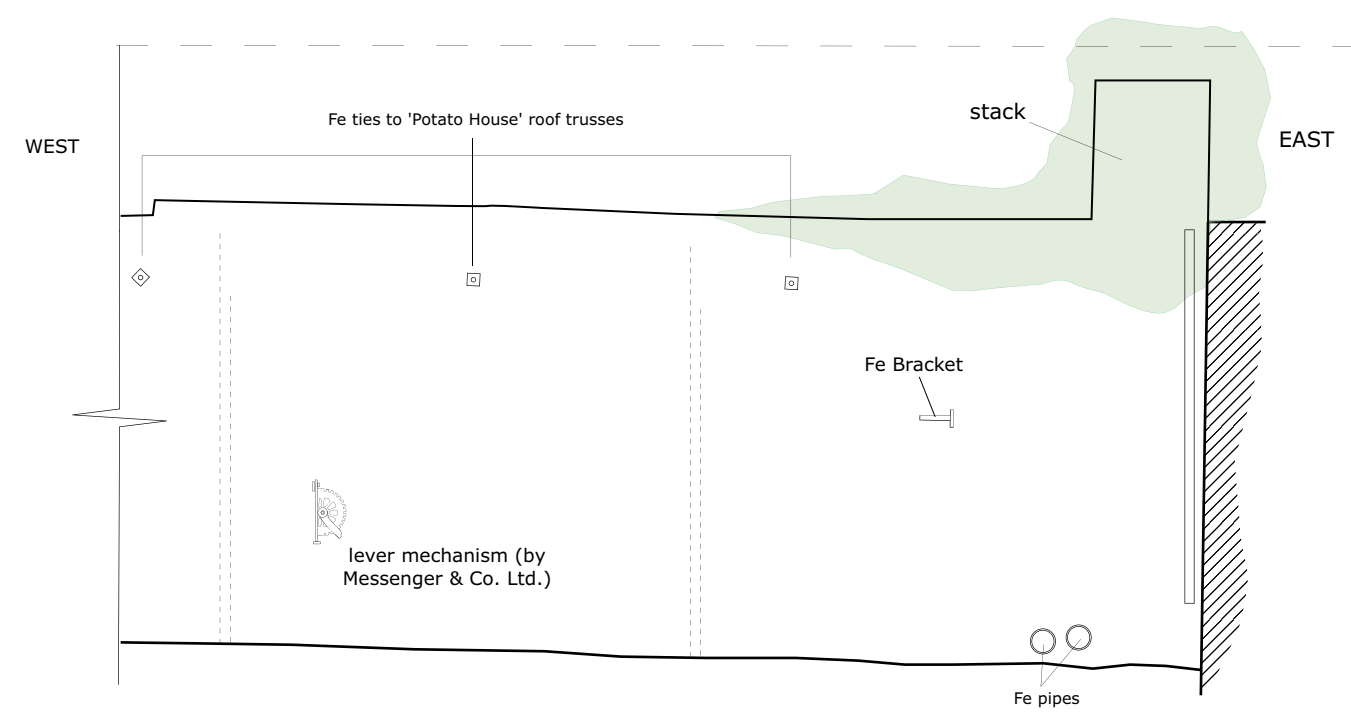 Fe ties to 'Potato House' roof trusses
stack
WEST
EAST
Fe Bracket
lever mechanism (by
Messenger & Co. Ltd.)
Fe pipes